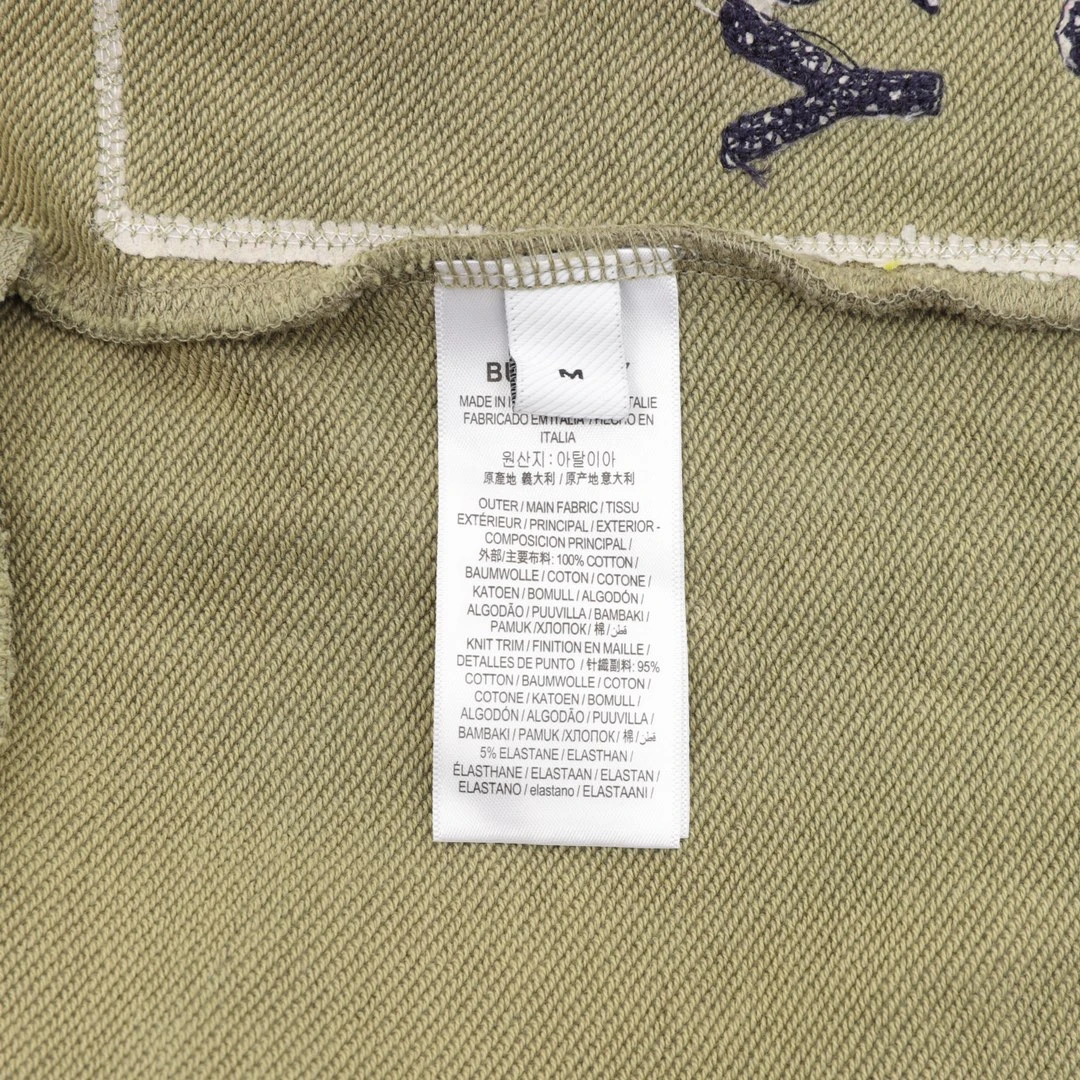 M
MADE IN
TALIE
FABRICADO EM ITALIA / HECHO EN
ITALIA
원산지 : 아탈이아
原產地 義大利 / 原产地 意大利
OUTER / MAIN FABRIC / TISSU
EXTÉRIEUR / PRINCIPAL / EXTERIOR -
COMPOSICION PRINCIPAL /
外部/主要布料: 100% COTTON /
BAUMWOLLE / COTON / COTONE /
KATOEN / BOMULL / ALGODÓN /
ALGODÃO / PUUVILLA / BAMBAKI /
PAMUK /ХЛОПОК/ 棉 /قطن
KNIT TRIM / FINITION EN MAILLE /
DETALLES DE PUNTO / 针織副料: 95%
COTTON / BAUMWOLLE / COTON /
COTONE / KATOEN / BOMULL /
ALGODÓN / ALGODÃO / PUUVILLA /
BAMBAKI / PAMUK /ХЛОПОК/ 棉 /قطن
5% ELASTANE / ELASTHAN /
ÉLASTHANE / ELASTAAN / ELASTAN /
ELASTANO / elastano / ELASTAANI /